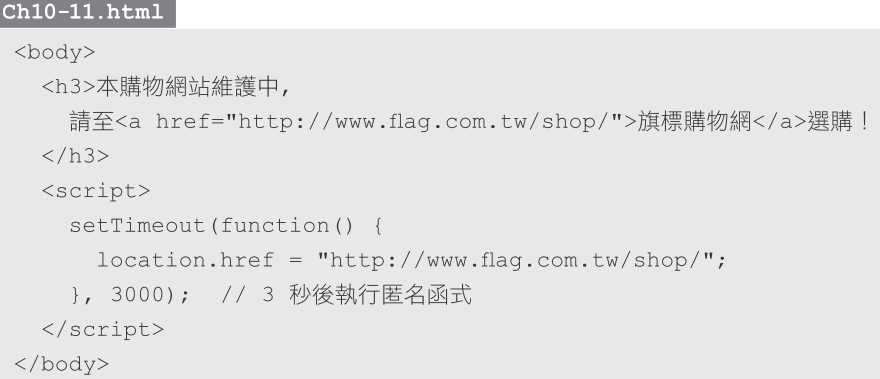 Ch10-11.html
<body>
  <h3>本購物網站維護中,
    請至<a href="http://www.flag.com.tw/shop/">旗標購物網</a>選購！
  </h3>
  <script>
    setTimeout(function() {
      location.href = "http://www.flag.com.tw/shop/";
    }, 3000);  // 3 秒後執行匿名函式
  </script>
</body>